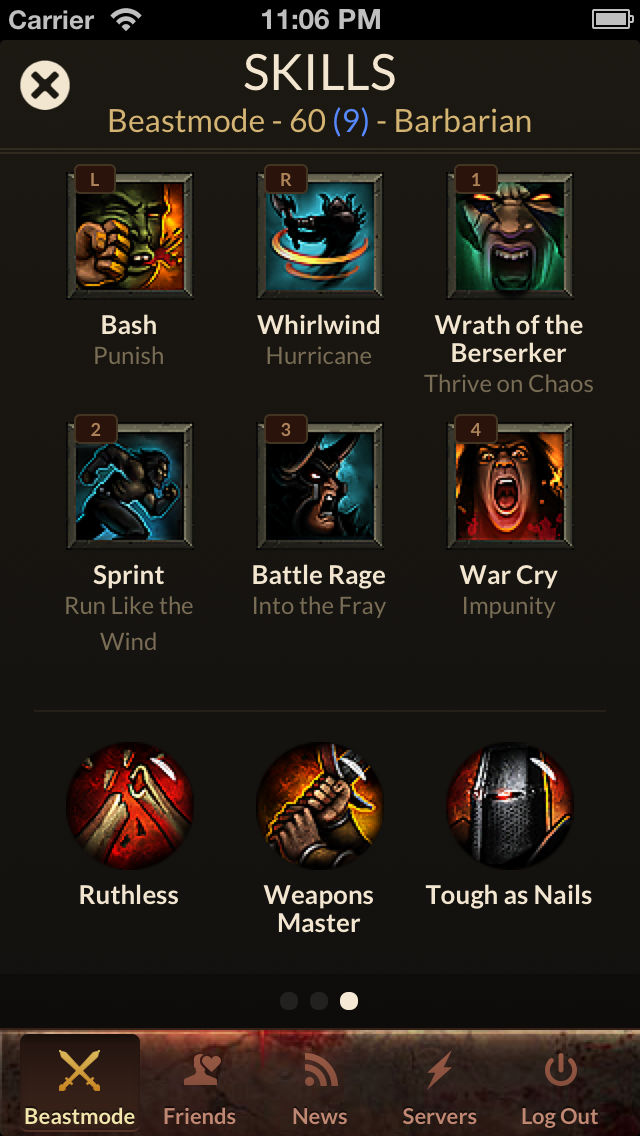 Carrier 11:06 PM
SKILLS
Beastmode - 60 (9) - Barbarian
L R 1
Bash Whirlwind Wrath of the
Berserker
Punish Hurricane Thrive on Chaos
2 3 4
Sprint Battle Rage War Cry
Run Like the Into the Fray Impunity
Wind
Ruthless Weapons Tough as Nails
Master
Beastmode Friends News Servers Log Out